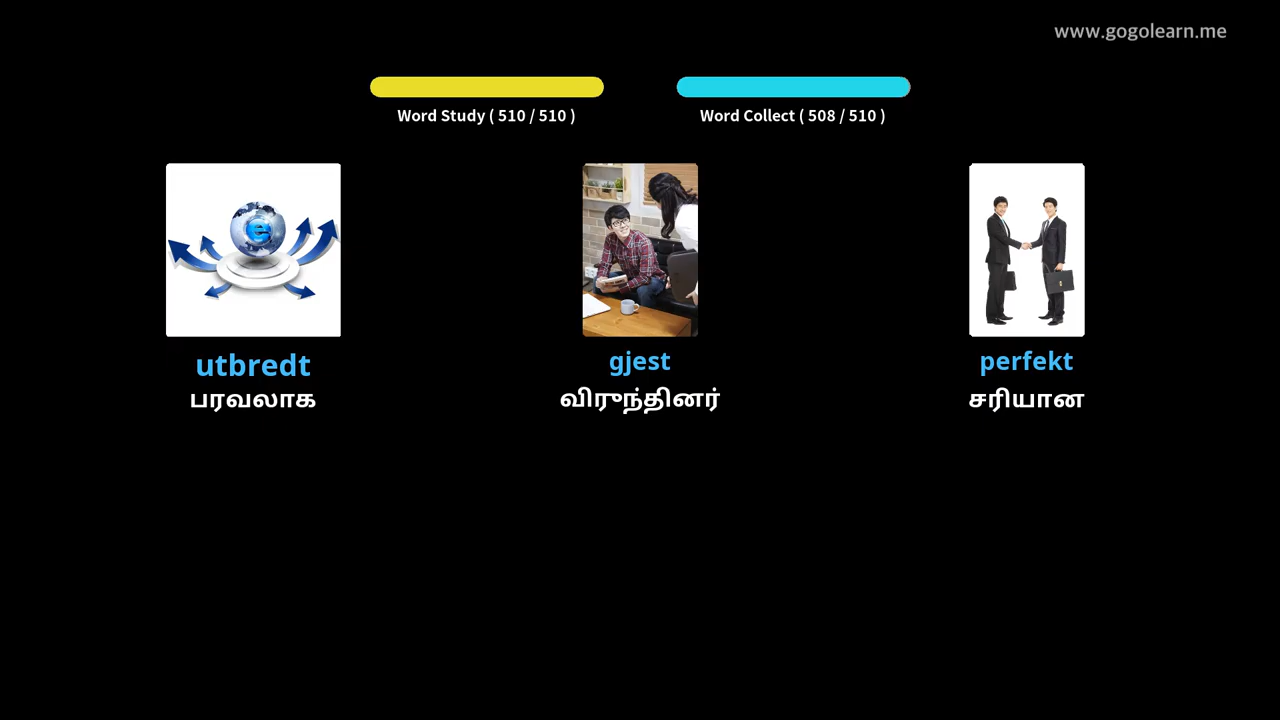 www.gogolearn.me
Word Study ( 510 / 510 )
Word Collect ( 508 / 510 )
e
utbredt
gjest
perfekt
பரவலாக
விருந்தினர்
சரியான